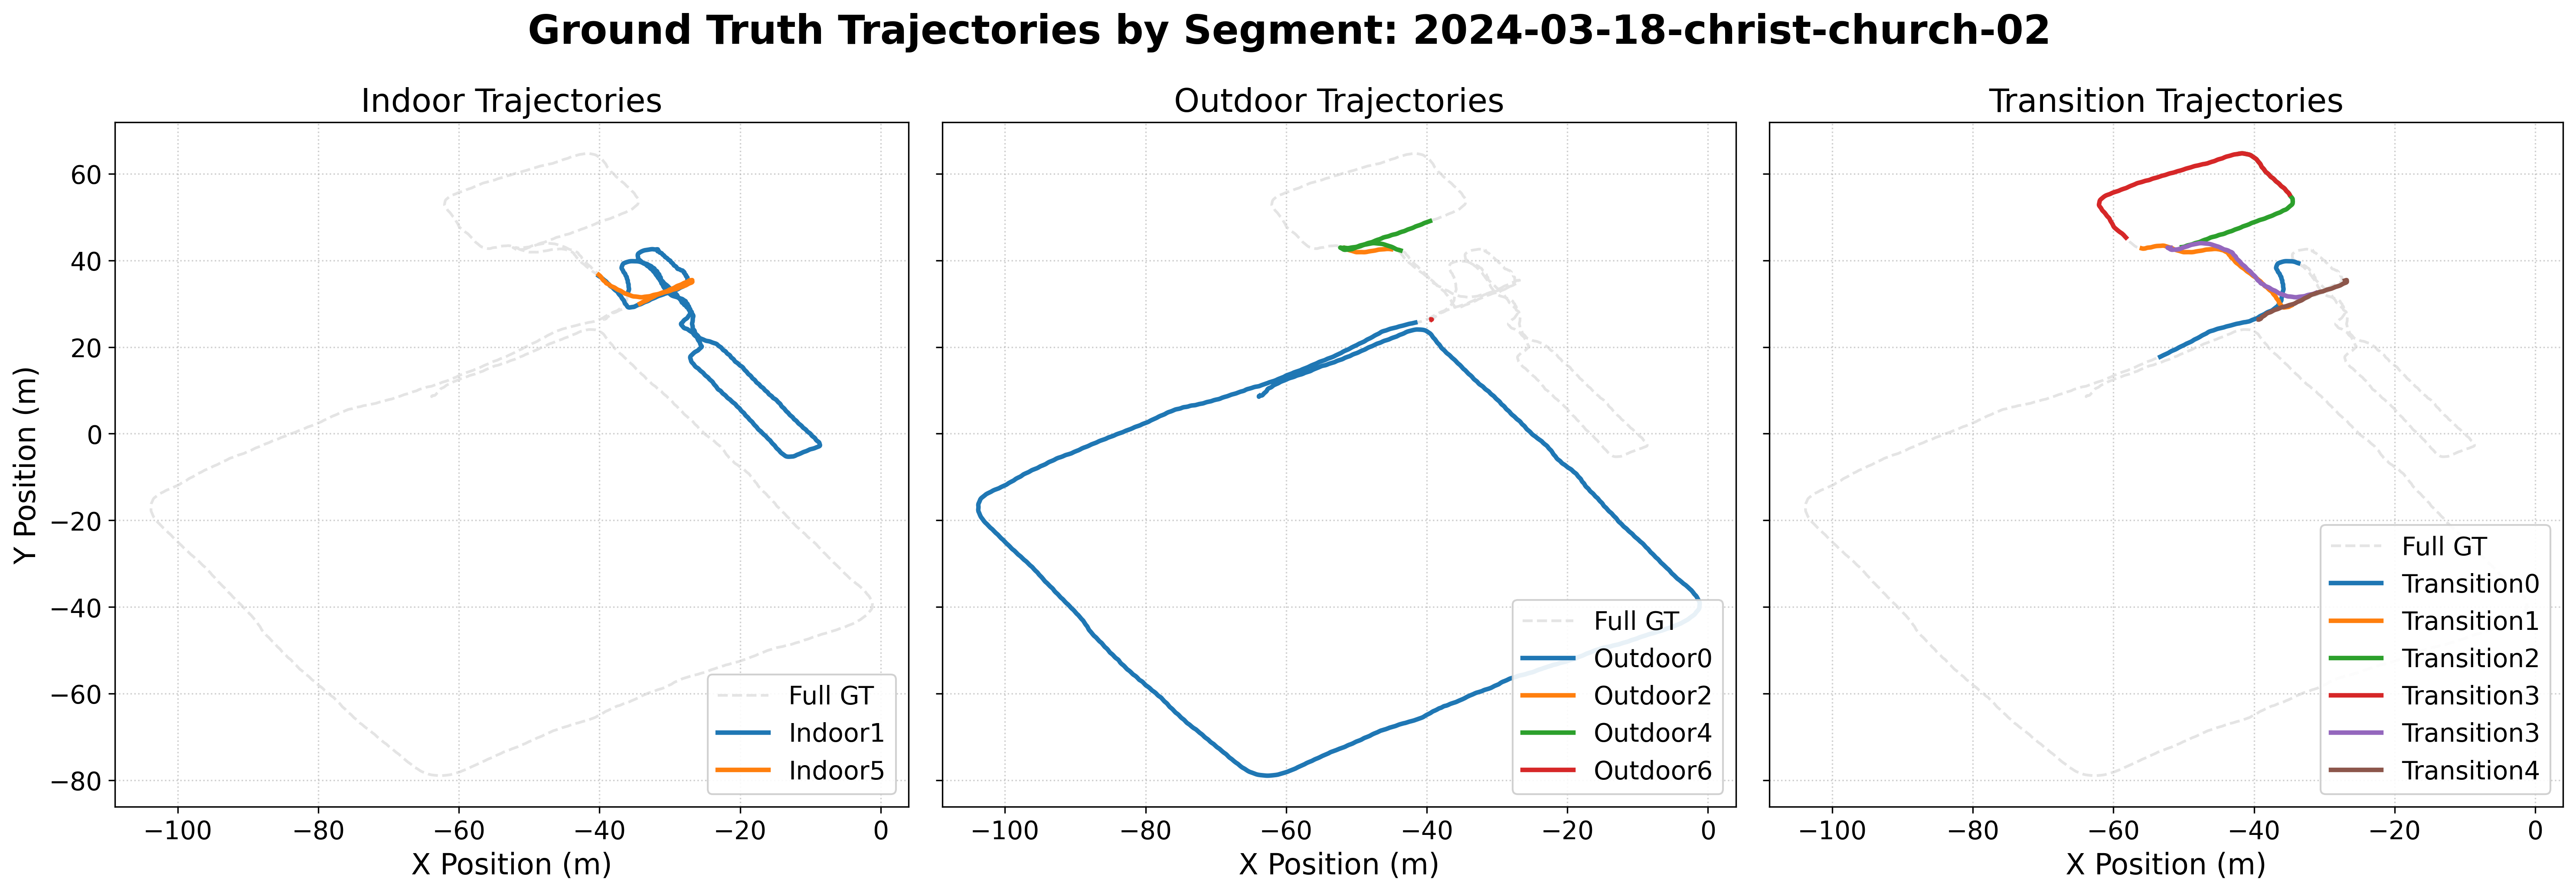 Ground Truth Trajectories by Segment: 2024-03-18-christ-church-02
Indoor Trajectories
Y Position (m)
60
40
20
0
−20
−40
−60
−80
−100
−80
−60
−40
−20
0
X Position (m)
Full GT
Indoor1
Indoor5
Outdoor Trajectories
−100
−80
−60
−40
−20
0
X Position (m)
Full GT
Outdoor0
Outdoor2
Outdoor4
Outdoor6
Transition Trajectories
−100
−80
−60
−40
−20
0
X Position (m)
Full GT
Transition0
Transition1
Transition2
Transition3
Transition3
Transition4